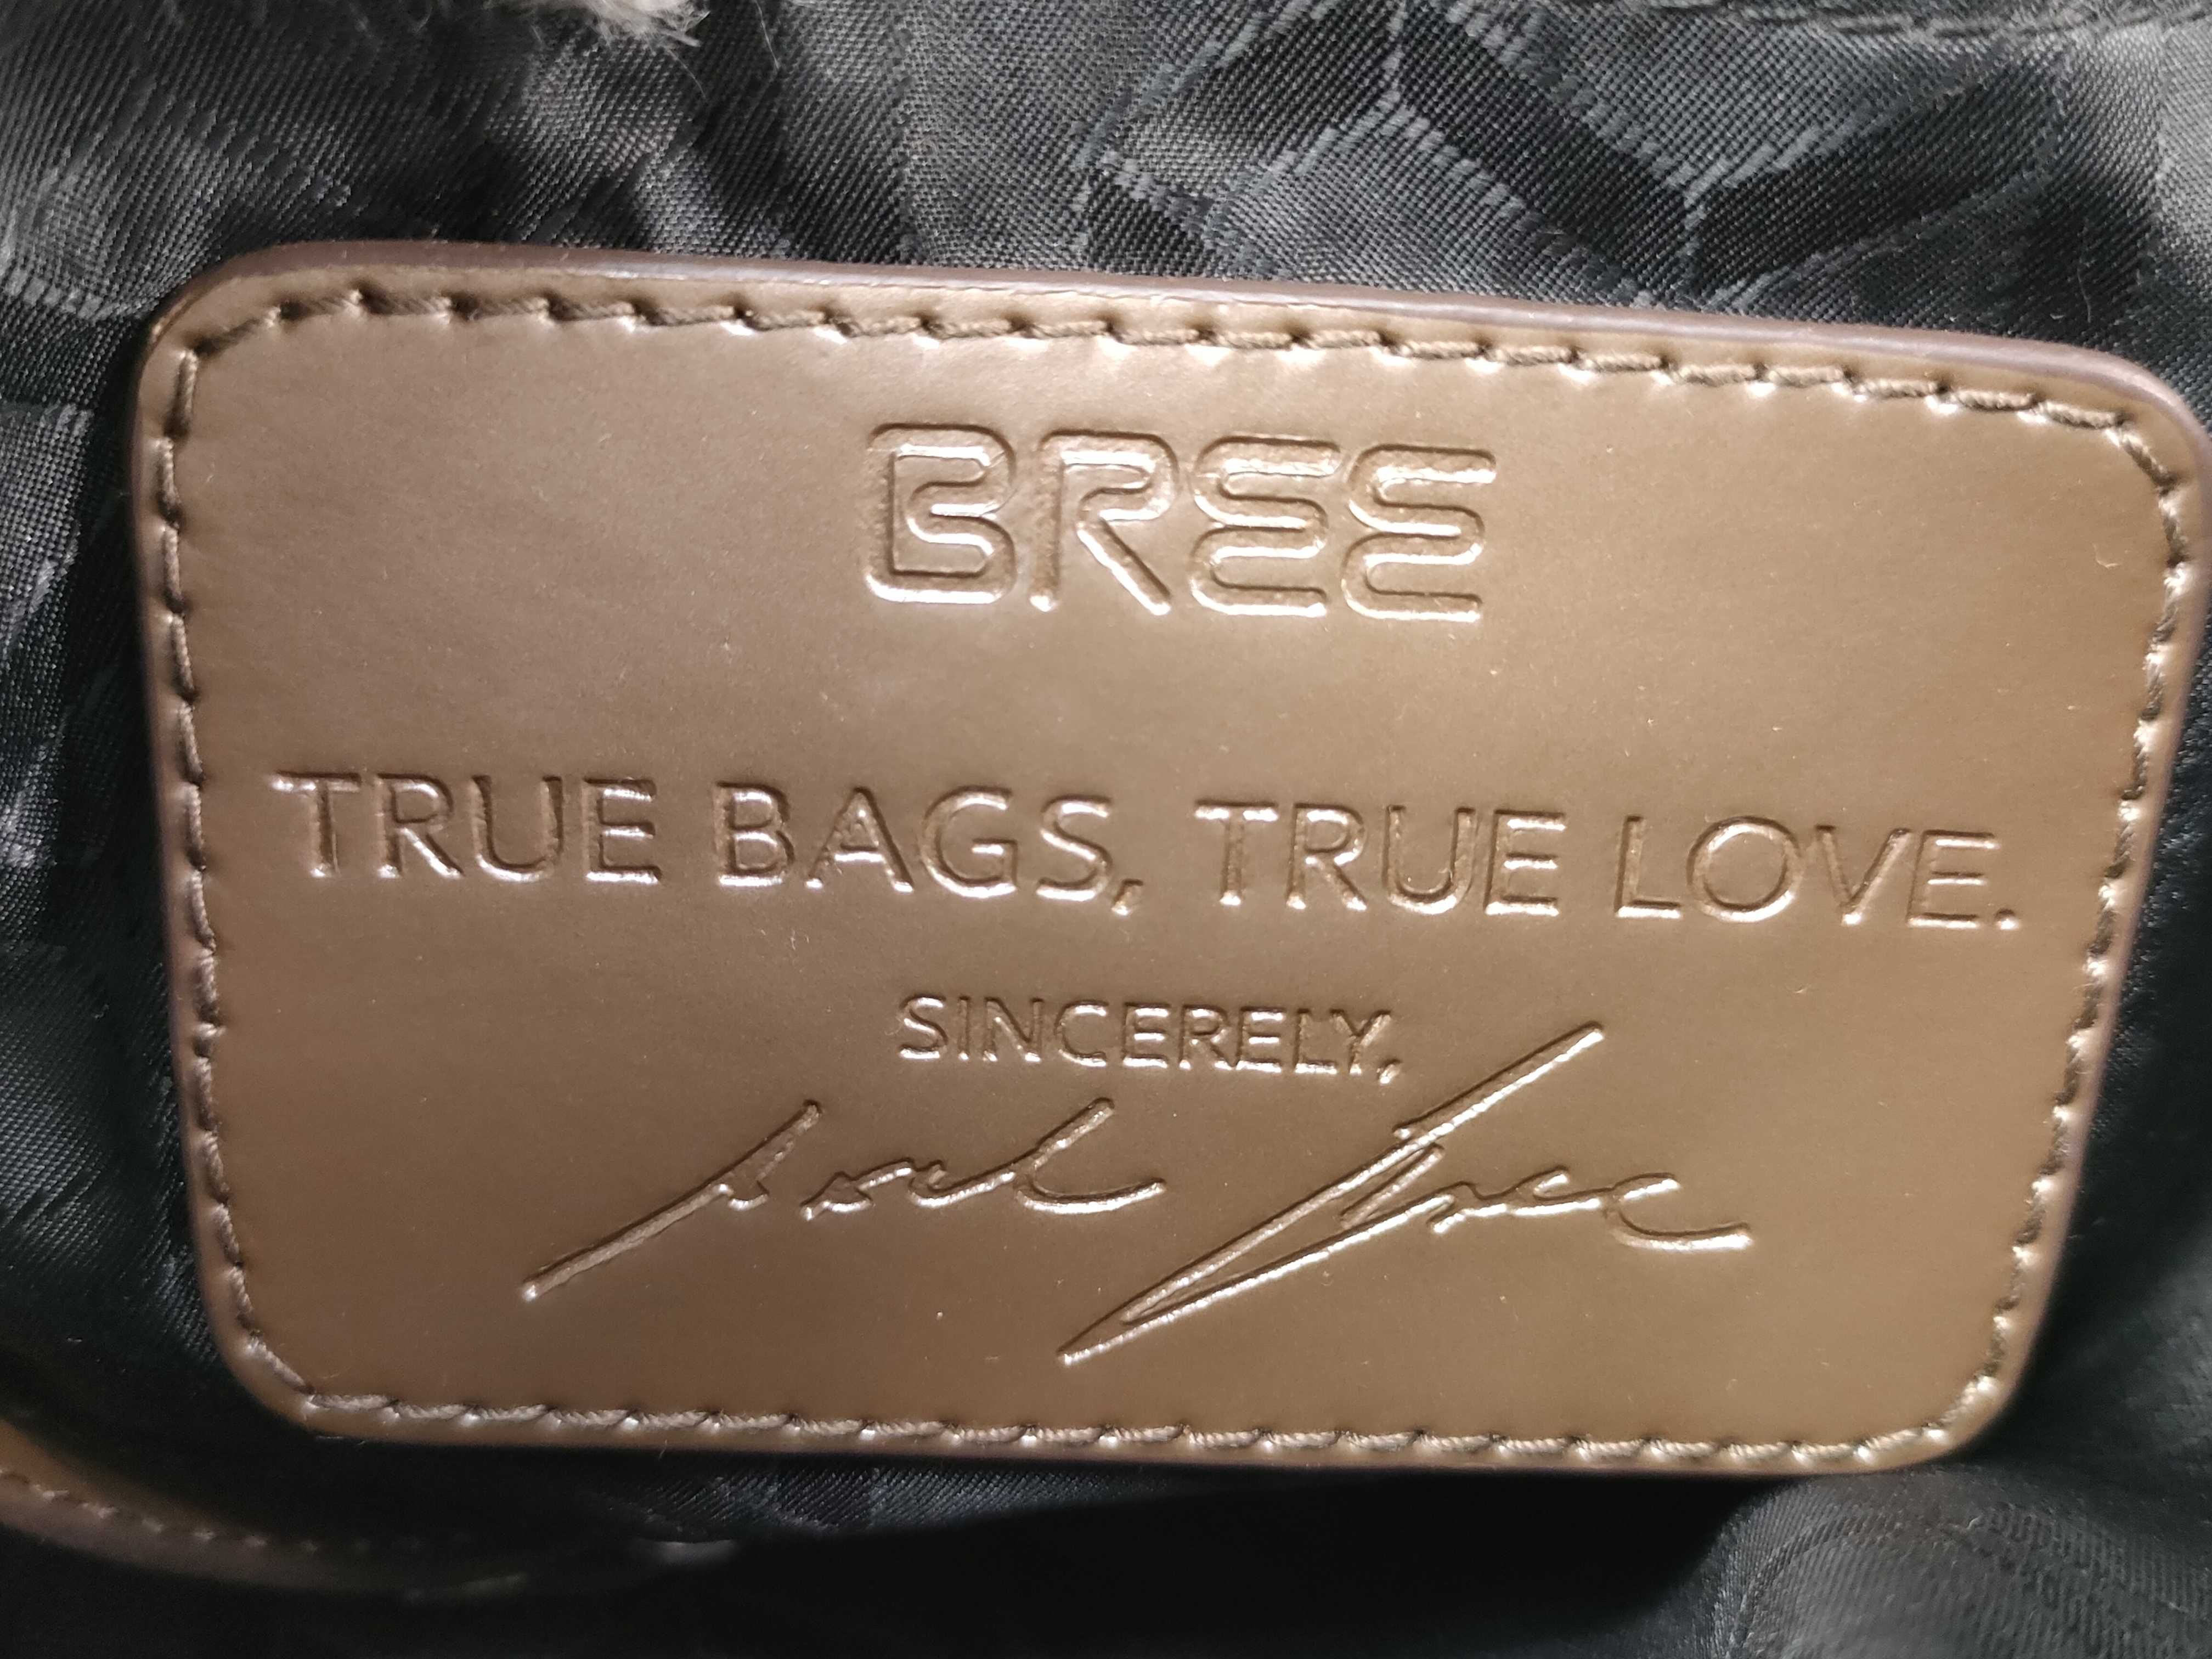 BREE
TRUE BAGS, TRUE LOVE.
SINCERELY,